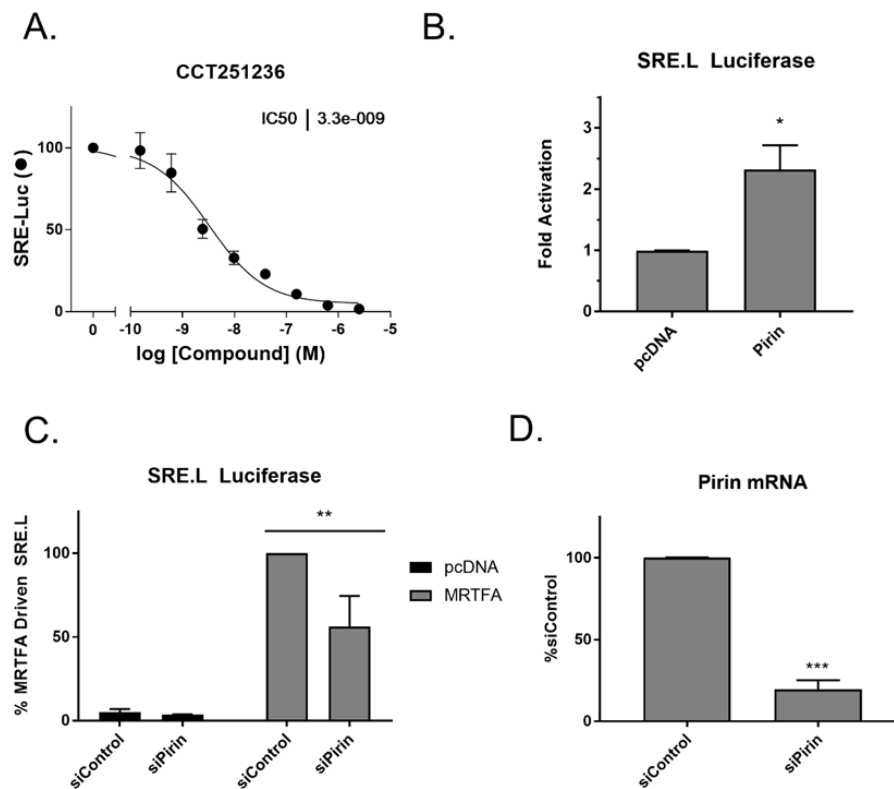 A.
CCT251236
IC50 | 3.3e-009
SRE-Luc (●)
100
50
0
0 -10 -9 -8 -7 -6 -5
log [Compound] (M)
B.
SRE.L Luciferase
*
Fold Activation
3
2
1
0
pcDNA Pirin
C.
SRE.L Luciferase
**
% MRTFA Driven SRE.L
100
50
0
siControl siPirin siControl siPirin
pcDNA
MRTFA
D.
Pirin mRNA
%siControl
100
50
0
***
siControl siPirin